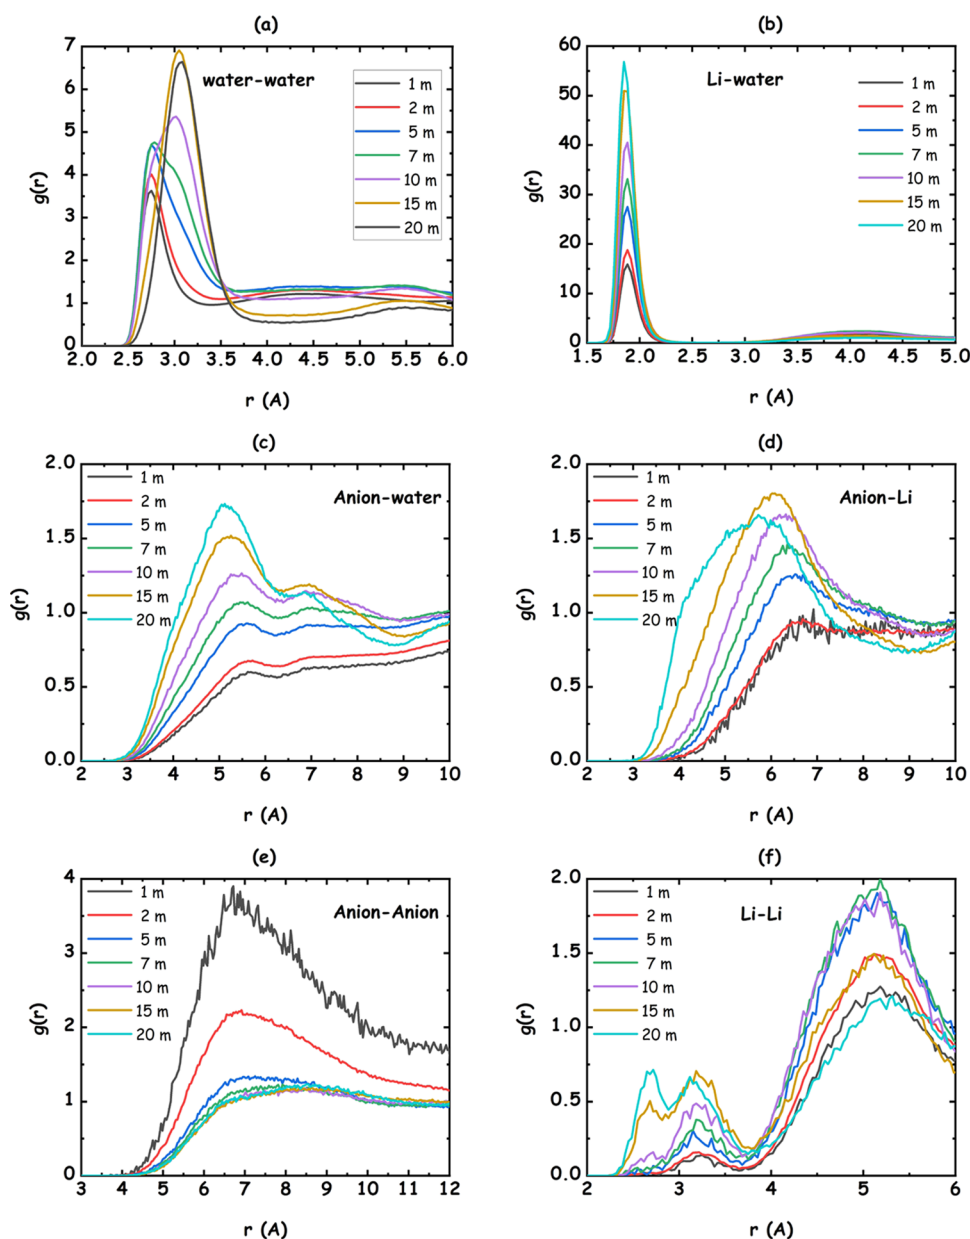 (a)
water-water
1 m
2 m
5 m
7 m
10 m
15 m
20 m
g(r)
7
6
5
4
3
2
1
0
2.0 2.5 3.0 3.5 4.0 4.5 5.0 5.5 6.0
r (A)
(b)
Li-water
1 m
2 m
5 m
7 m
10 m
15 m
20 m
g(r)
60
50
40
30
20
10
0
1.5 2.0 2.5 3.0 3.5 4.0 4.5 5.0
r (A)
(c)
Anion-water
1 m
2 m
5 m
7 m
10 m
15 m
20 m
g(r)
2.0
1.5
1.0
0.5
0.0
2 3 4 5 6 7 8 9 10
r (A)
(d)
Anion-Li
1 m
2 m
5 m
7 m
10 m
15 m
20 m
g(r)
2.0
1.5
1.0
0.5
0.0
2 3 4 5 6 7 8 9 10
r (A)
(e)
Anion-Anion
1 m
2 m
5 m
7 m
10 m
15 m
20 m
g(r)
4
3
2
1
0
3 4 5 6 7 8 9 10 11 12
r (A)
(f)
Li-Li
1 m
2 m
5 m
7 m
10 m
15 m
20 m
g(r)
2.0
1.5
1.0
0.5
0.0
2 3 4 5 6
r (A)